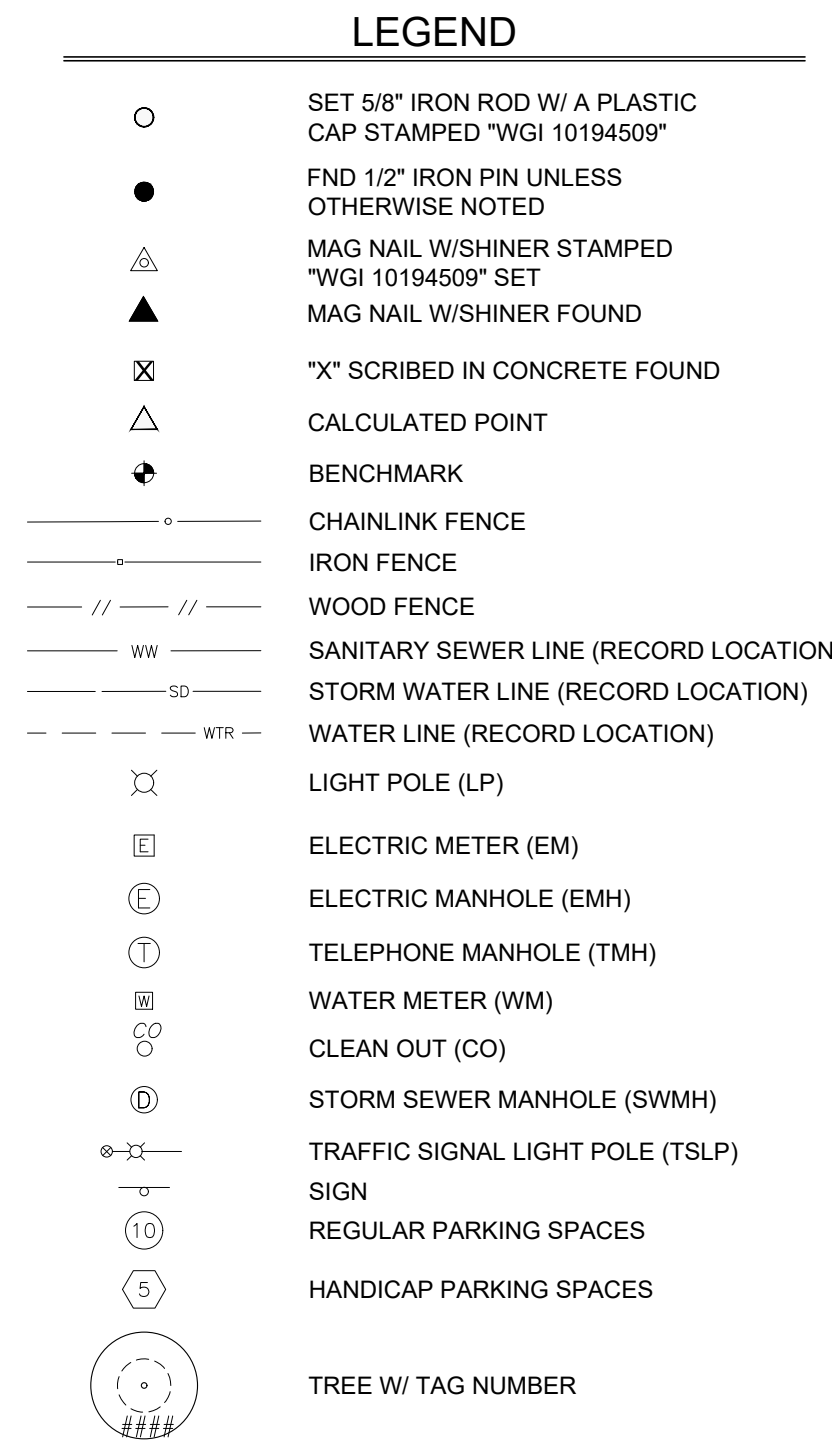 LEGEND
SET 5/8" IRON ROD W/ A PLASTIC
CAP STAMPED "WGI 10194509"
FND 1/2" IRON PIN UNLESS
OTHERWISE NOTED
MAG NAIL W/SHINER STAMPED
"WGI 10194509" SET
MAG NAIL W/SHINER FOUND
X "X" SCRIBED IN CONCRETE FOUND
CALCULATED POINT
BENCHMARK
CHAINLINK FENCE
IRON FENCE
// // WOOD FENCE
WW SANITARY SEWER LINE (RECORD LOCATION
SD STORM WATER LINE (RECORD LOCATION)
WTR WATER LINE (RECORD LOCATION)
LIGHT POLE (LP)
E ELECTRIC METER (EM)
E ELECTRIC MANHOLE (EMH)
T TELEPHONE MANHOLE (TMH)
W WATER METER (WM)
CO CLEAN OUT (CO)
D STORM SEWER MANHOLE (SWMH)
TRAFFIC SIGNAL LIGHT POLE (TSLP)
SIGN
10 REGULAR PARKING SPACES
5 HANDICAP PARKING SPACES
TREE W/ TAG NUMBER
####